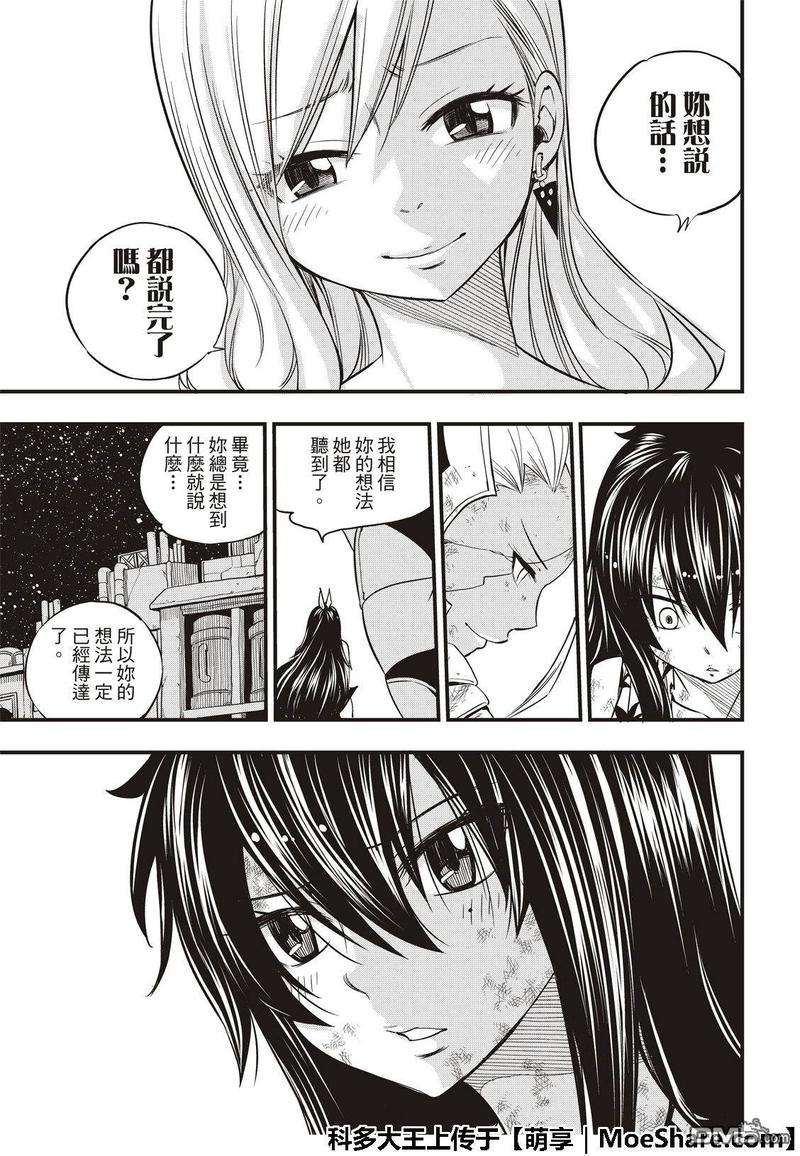 妳想說
的話…
都說完了
嗎？
我相信
妳的想法
她都
聽到了。
畢竟…
妳總是想到
什麼就說
什麼…
所以妳的
想法一定
已經傳達
了。
科多大王上传于【萌享｜MoeShare.com】